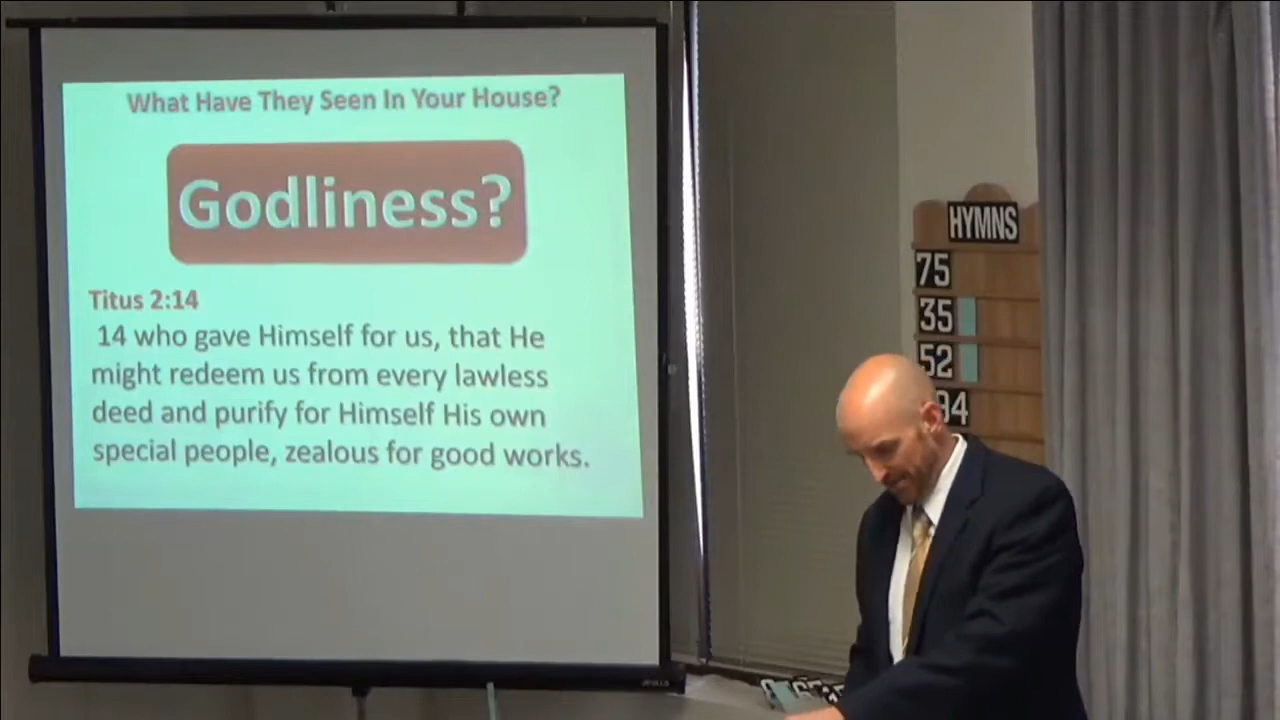 What Have They Seen In Your House?
Godliness?
Titus 2:14
14 who gave Himself for us, that He
might redeem us from every lawless
deed and purify for Himself His own
special people, zealous for good works.
HYMNS
75
35
52
94